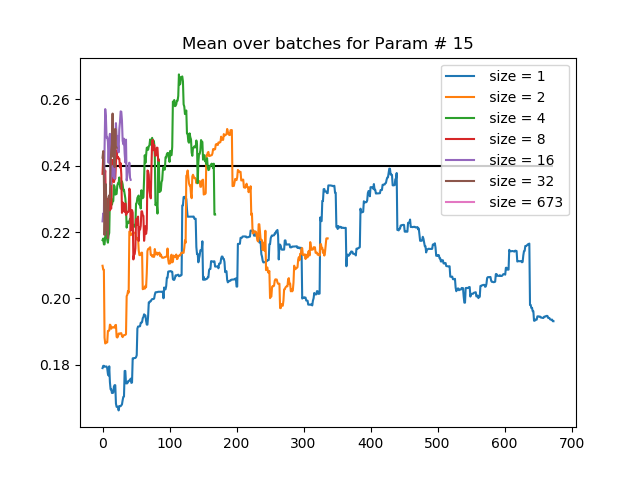 Mean over batches for Param # 15
0.26
0.24
0.22
0.20
0.18
0
100
200
300
400
500
600
700
size = 1
size = 2
size = 4
size = 8
size = 16
size = 32
size = 673